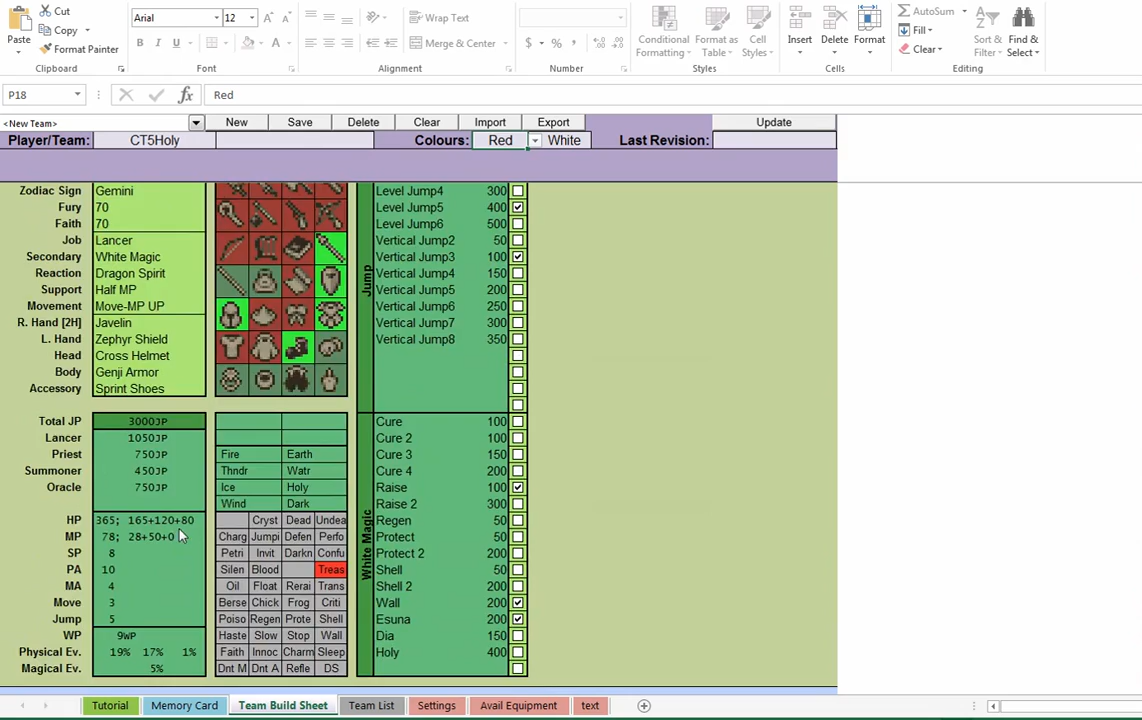 Cut
Copy
Paste
Format Painter
Clipboard
Arial 12 A A
B I U A
Font
Wrap Text
Merge & Center
Alignment
$ % ,
Number
Conditional Formatting
Format as Table
Cell Styles
Styles
Insert
Delete
Format
Cells
AutoSum
Fill
Clear
Sort & Filter
Find & Select
Editing
P18 fx Red
<New Team> New Save Delete Clear Import Export Update
Player/Team: CT5Holy Colours: Red White Last Revision:
Zodiac Sign Gemini
Fury 70
Faith 70
Job Lancer
Secondary White Magic
Reaction Dragon Spirit
Support Half MP
Movement Move-MP UP
R. Hand [2H] Javelin
L. Hand Zephyr Shield
Head Cross Helmet
Body Genji Armor
Accessory Sprint Shoes
Total JP 3000JP
Lancer 1050JP
Priest 750JP
Summoner 450JP
Oracle 750JP
HP 365; 165+120+80
MP 78; 28+50+0
SP 8
PA 10
MA 4
Move 3
Jump 5
WP 9WP
Physical Ev. 19% 17% 1%
Magical Ev. 5%
Fire Earth
Thndr Watr
Ice Holy
Wind Dark
Cryst Dead Undea
Charg Jumpi Defen Perfo
Petri Invit Darkn Confu
Silen Blood Treas
Oil Float Rerai Trans
Berse Chick Frog Criti
Poiso Regen Prote Shell
Haste Slow Stop Wall
Faith Innoc Charm Sleep
Dnt M Dnt A Refle DS
Jump
Level Jump4 300
Level Jump5 400
Level Jump6 500
Vertical Jump2 50
Vertical Jump3 100
Vertical Jump4 150
Vertical Jump5 200
Vertical Jump6 250
Vertical Jump7 300
Vertical Jump8 350
White Magic
Cure 100
Cure 2 100
Cure 3 150
Cure 4 200
Raise 100
Raise 2 300
Regen 50
Protect 50
Protect 2 200
Shell 50
Shell 2 200
Wall 200
Esuna 200
Dia 150
Holy 400
Tutorial Memory Card Team Build Sheet Team List Settings Avail Equipment text